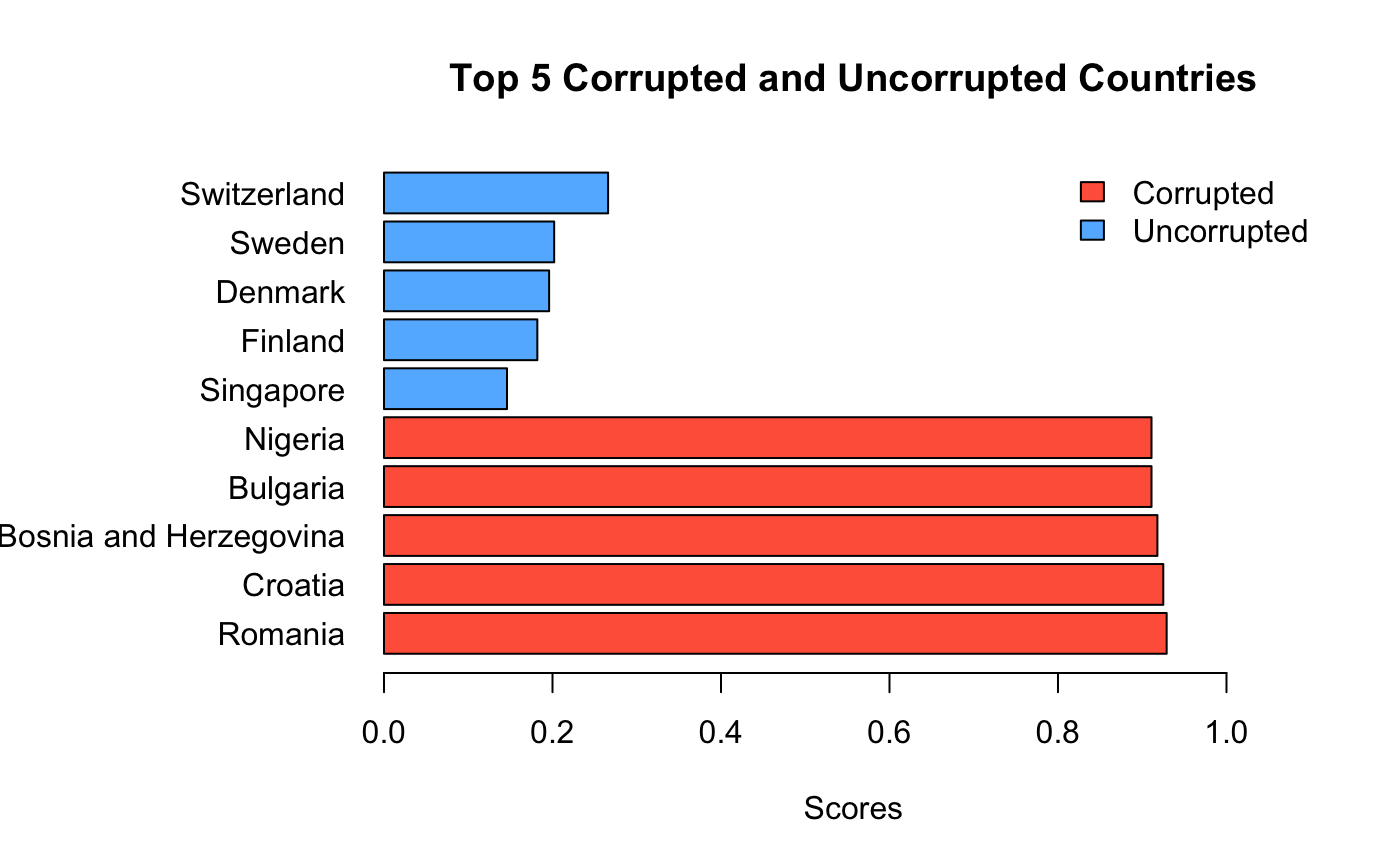 Top 5 Corrupted and Uncorrupted Countries
Corrupted
Uncorrupted
Switzerland
Sweden
Denmark
Finland
Singapore
Nigeria
Bulgaria
Bosnia and Herzegovina
Croatia
Romania
0.0 0.2 0.4 0.6 0.8 1.0
Scores